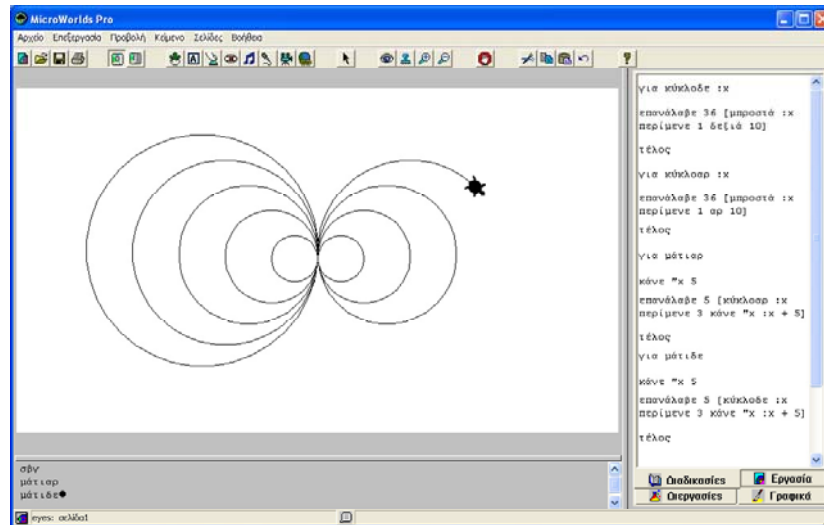 MicroWorlds Pro
Αρχείο Επεξεργασία Προβολή Κείμενο Σελίδες Βοήθεια
για κύκλοδε :x
επανάλαβε 36 [μπροστά :x
περίμενε 1 δεξιά 10]
τέλος
για κύκλοαρ :x
επανάλαβε 36 [μπροστά :x
περίμενε 1 αρ 10]
τέλος
για μάτιαρ
κάνε "x 5
επανάλαβε 5 [κύκλοαρ :x
περίμενε 3 κάνε "x :x + 5]
τέλος
για μάτιδε
κάνε "x 5
επανάλαβε 5 [κύκλοδε :x
περίμενε 3 κάνε "x :x + 5]
τέλος
σβγ
μάτιαρ
μάτιδε
Διαδικασίες Εργασία
Διεργασίες Γραφικά
eyes: σελίδα1